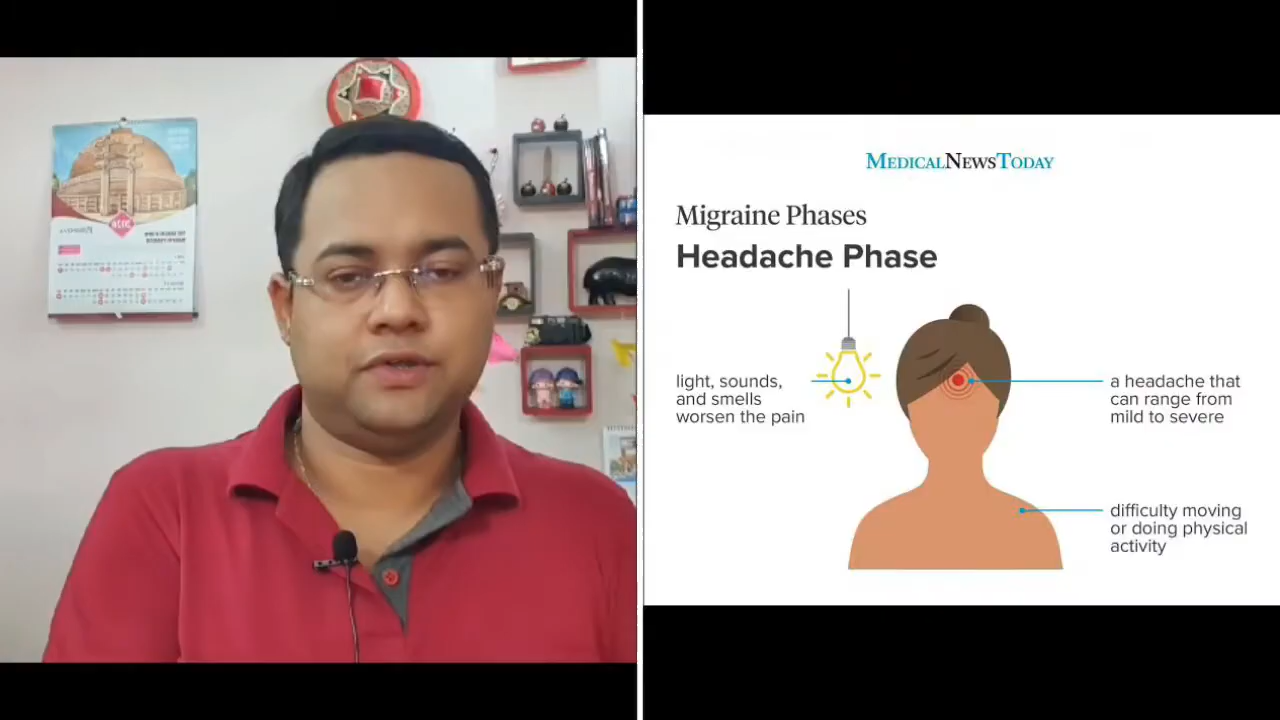 MEDICALNEWSTODAY
Migraine Phases
Headache Phase
light, sounds,
and smells
worsen the pain
a headache that
can range from
mild to severe
difficulty moving
or doing physical
activity